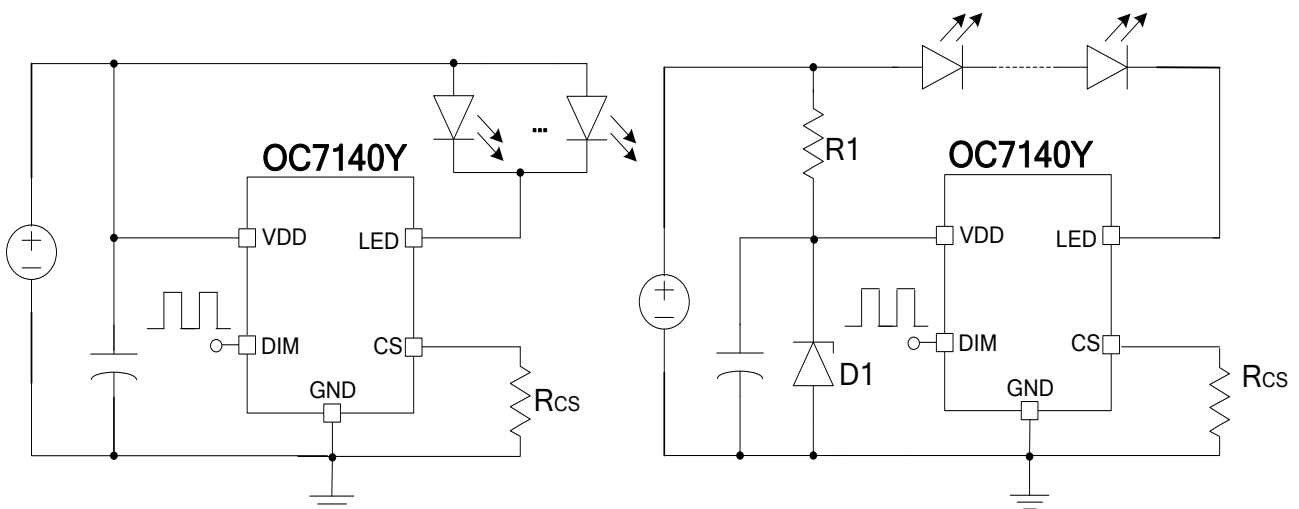 OC7140Y
VDD
LED
DIM
CS
GND
RCS
...
+
−
R1
OC7140Y
VDD
LED
DIM
CS
GND
D1
RCS
+
−